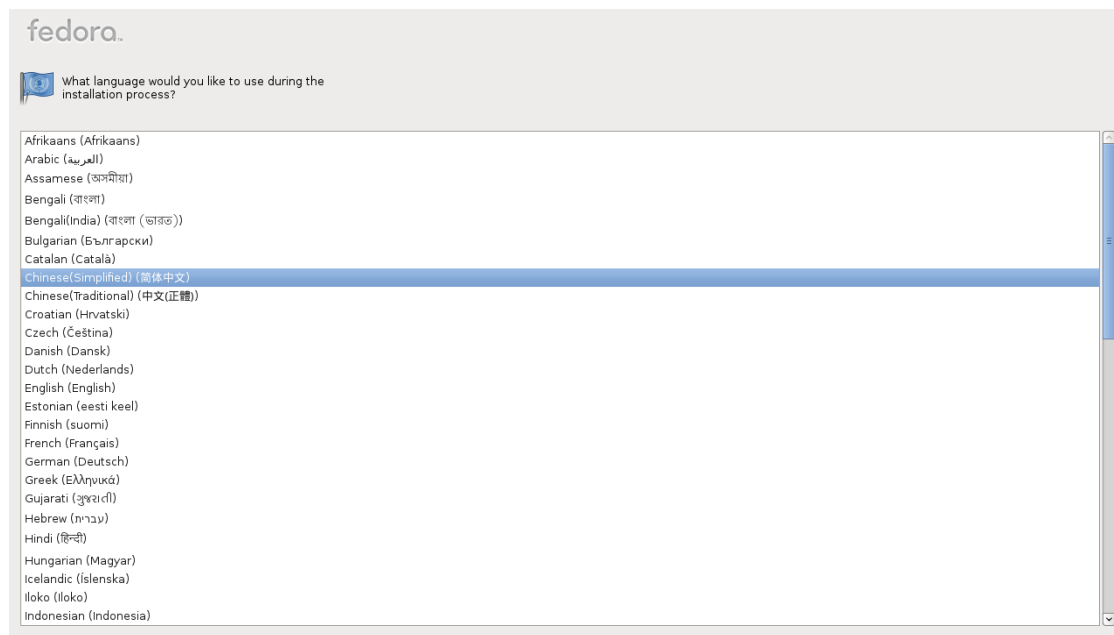 fedora™
What language would you like to use during the
installation process?
Afrikaans (Afrikaans)
Arabic (العربية)
Assamese (অসমীয়া)
Bengali (বাংলা)
Bengali(India) (বাংলা (ভারত))
Bulgarian (Български)
Catalan (Català)
Chinese(Simplified) (简体中文)
Chinese(Traditional) (中文(正體))
Croatian (Hrvatski)
Czech (Čeština)
Danish (Dansk)
Dutch (Nederlands)
English (English)
Estonian (eesti keel)
Finnish (suomi)
French (Français)
German (Deutsch)
Greek (Ελληνικά)
Gujarati (ગુજરાતી)
Hebrew (עברית)
Hindi (हिन्दी)
Hungarian (Magyar)
Icelandic (Íslenska)
Iloko (Iloko)
Indonesian (Indonesia)